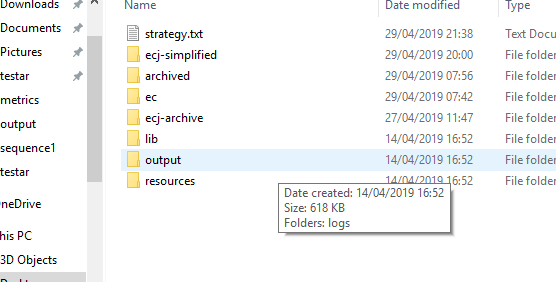 Downloads
Documents
Pictures
testar
metrics
output
sequence1
testar
OneDrive
his PC
3D Objects
Name Date modified Type
strategy.txt 29/04/2019 21:38 Text Docu
ecj-simplified 29/04/2019 20:00 File folder
archived 29/04/2019 07:56 File folder
ec 29/04/2019 07:42 File folder
ecj-archive 27/04/2019 11:47 File folder
lib 14/04/2019 16:52 File folder
output 14/04/2019 16:52 File folder
resources 14/04/2019 16:52 File folder
Date created: 14/04/2019 16:52
Size: 618 KB
Folders: logs